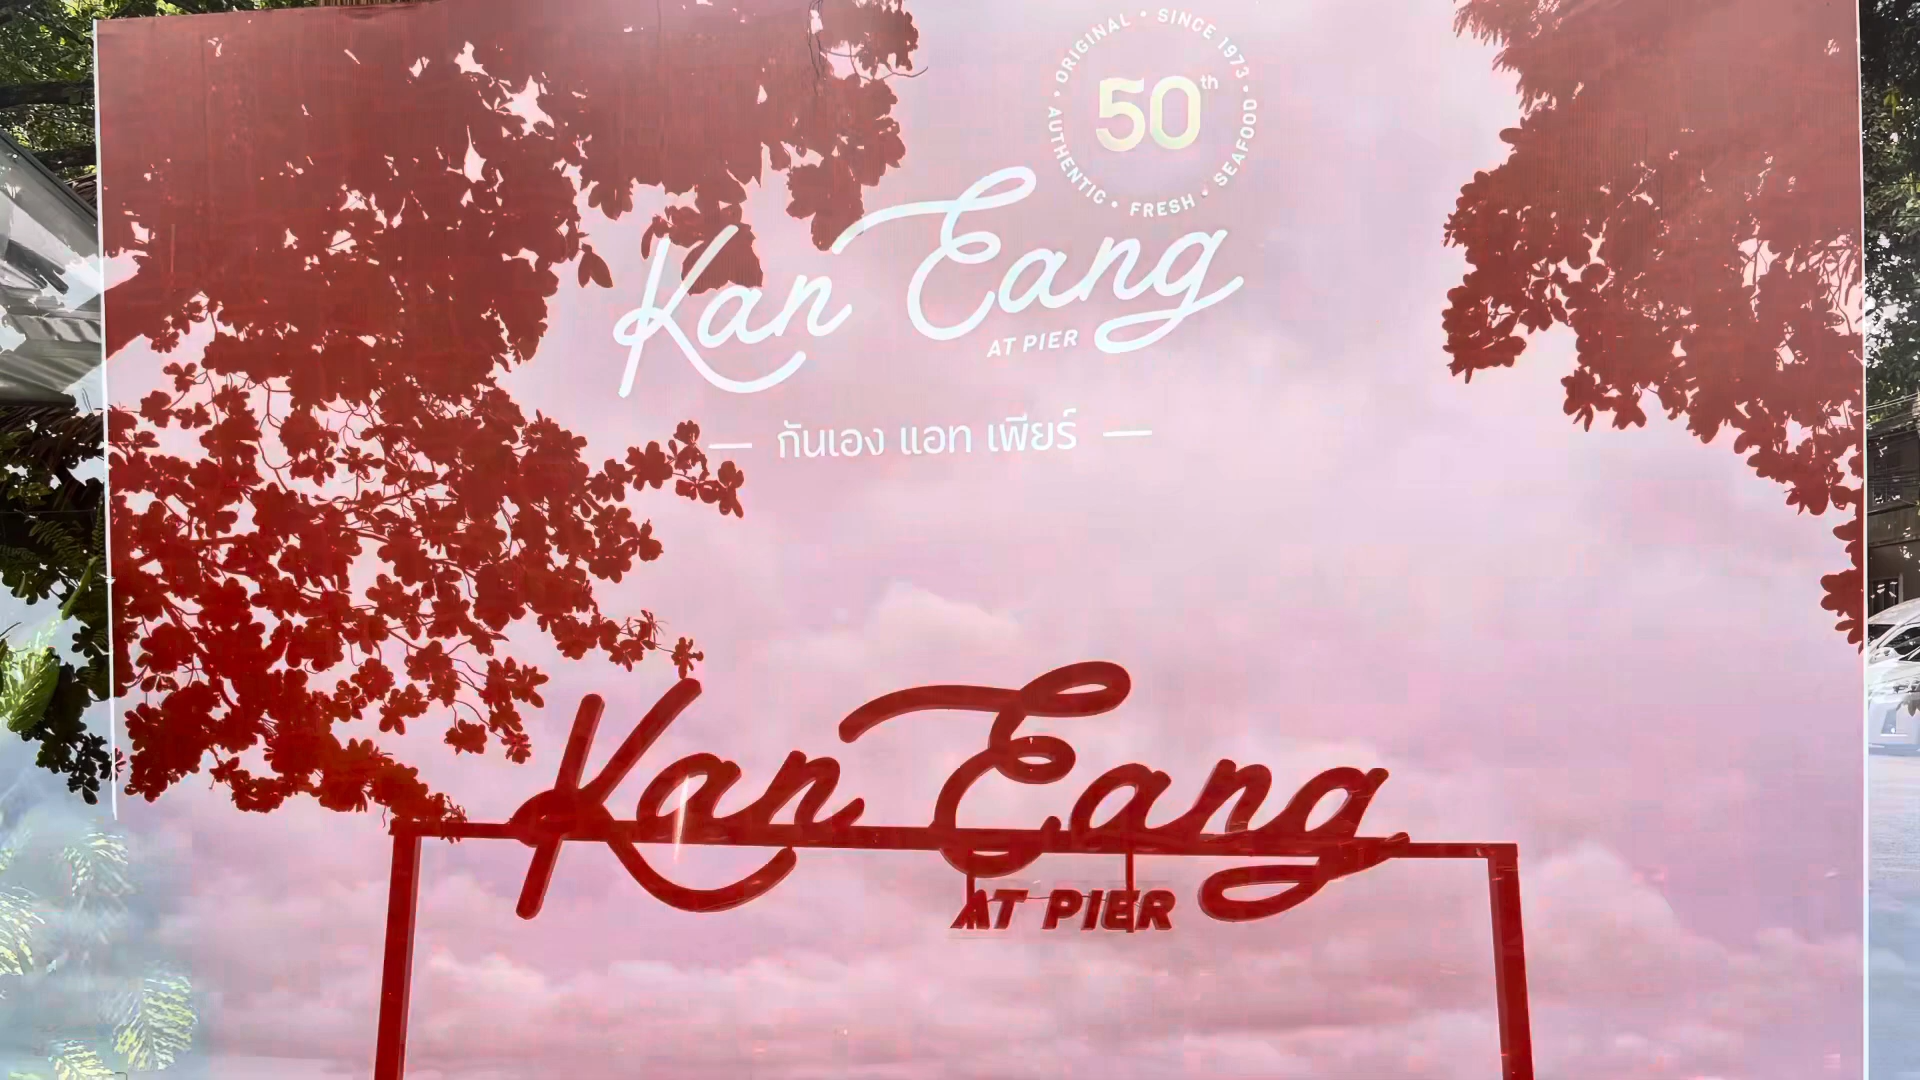 ORIGINAL • SINCE 1973 • SEAFOOD • FRESH • AUTHENTIC •
50th
Kan Eang
AT PIER
กันเอง แอท เพียร์
Kan Eang
AT PIER